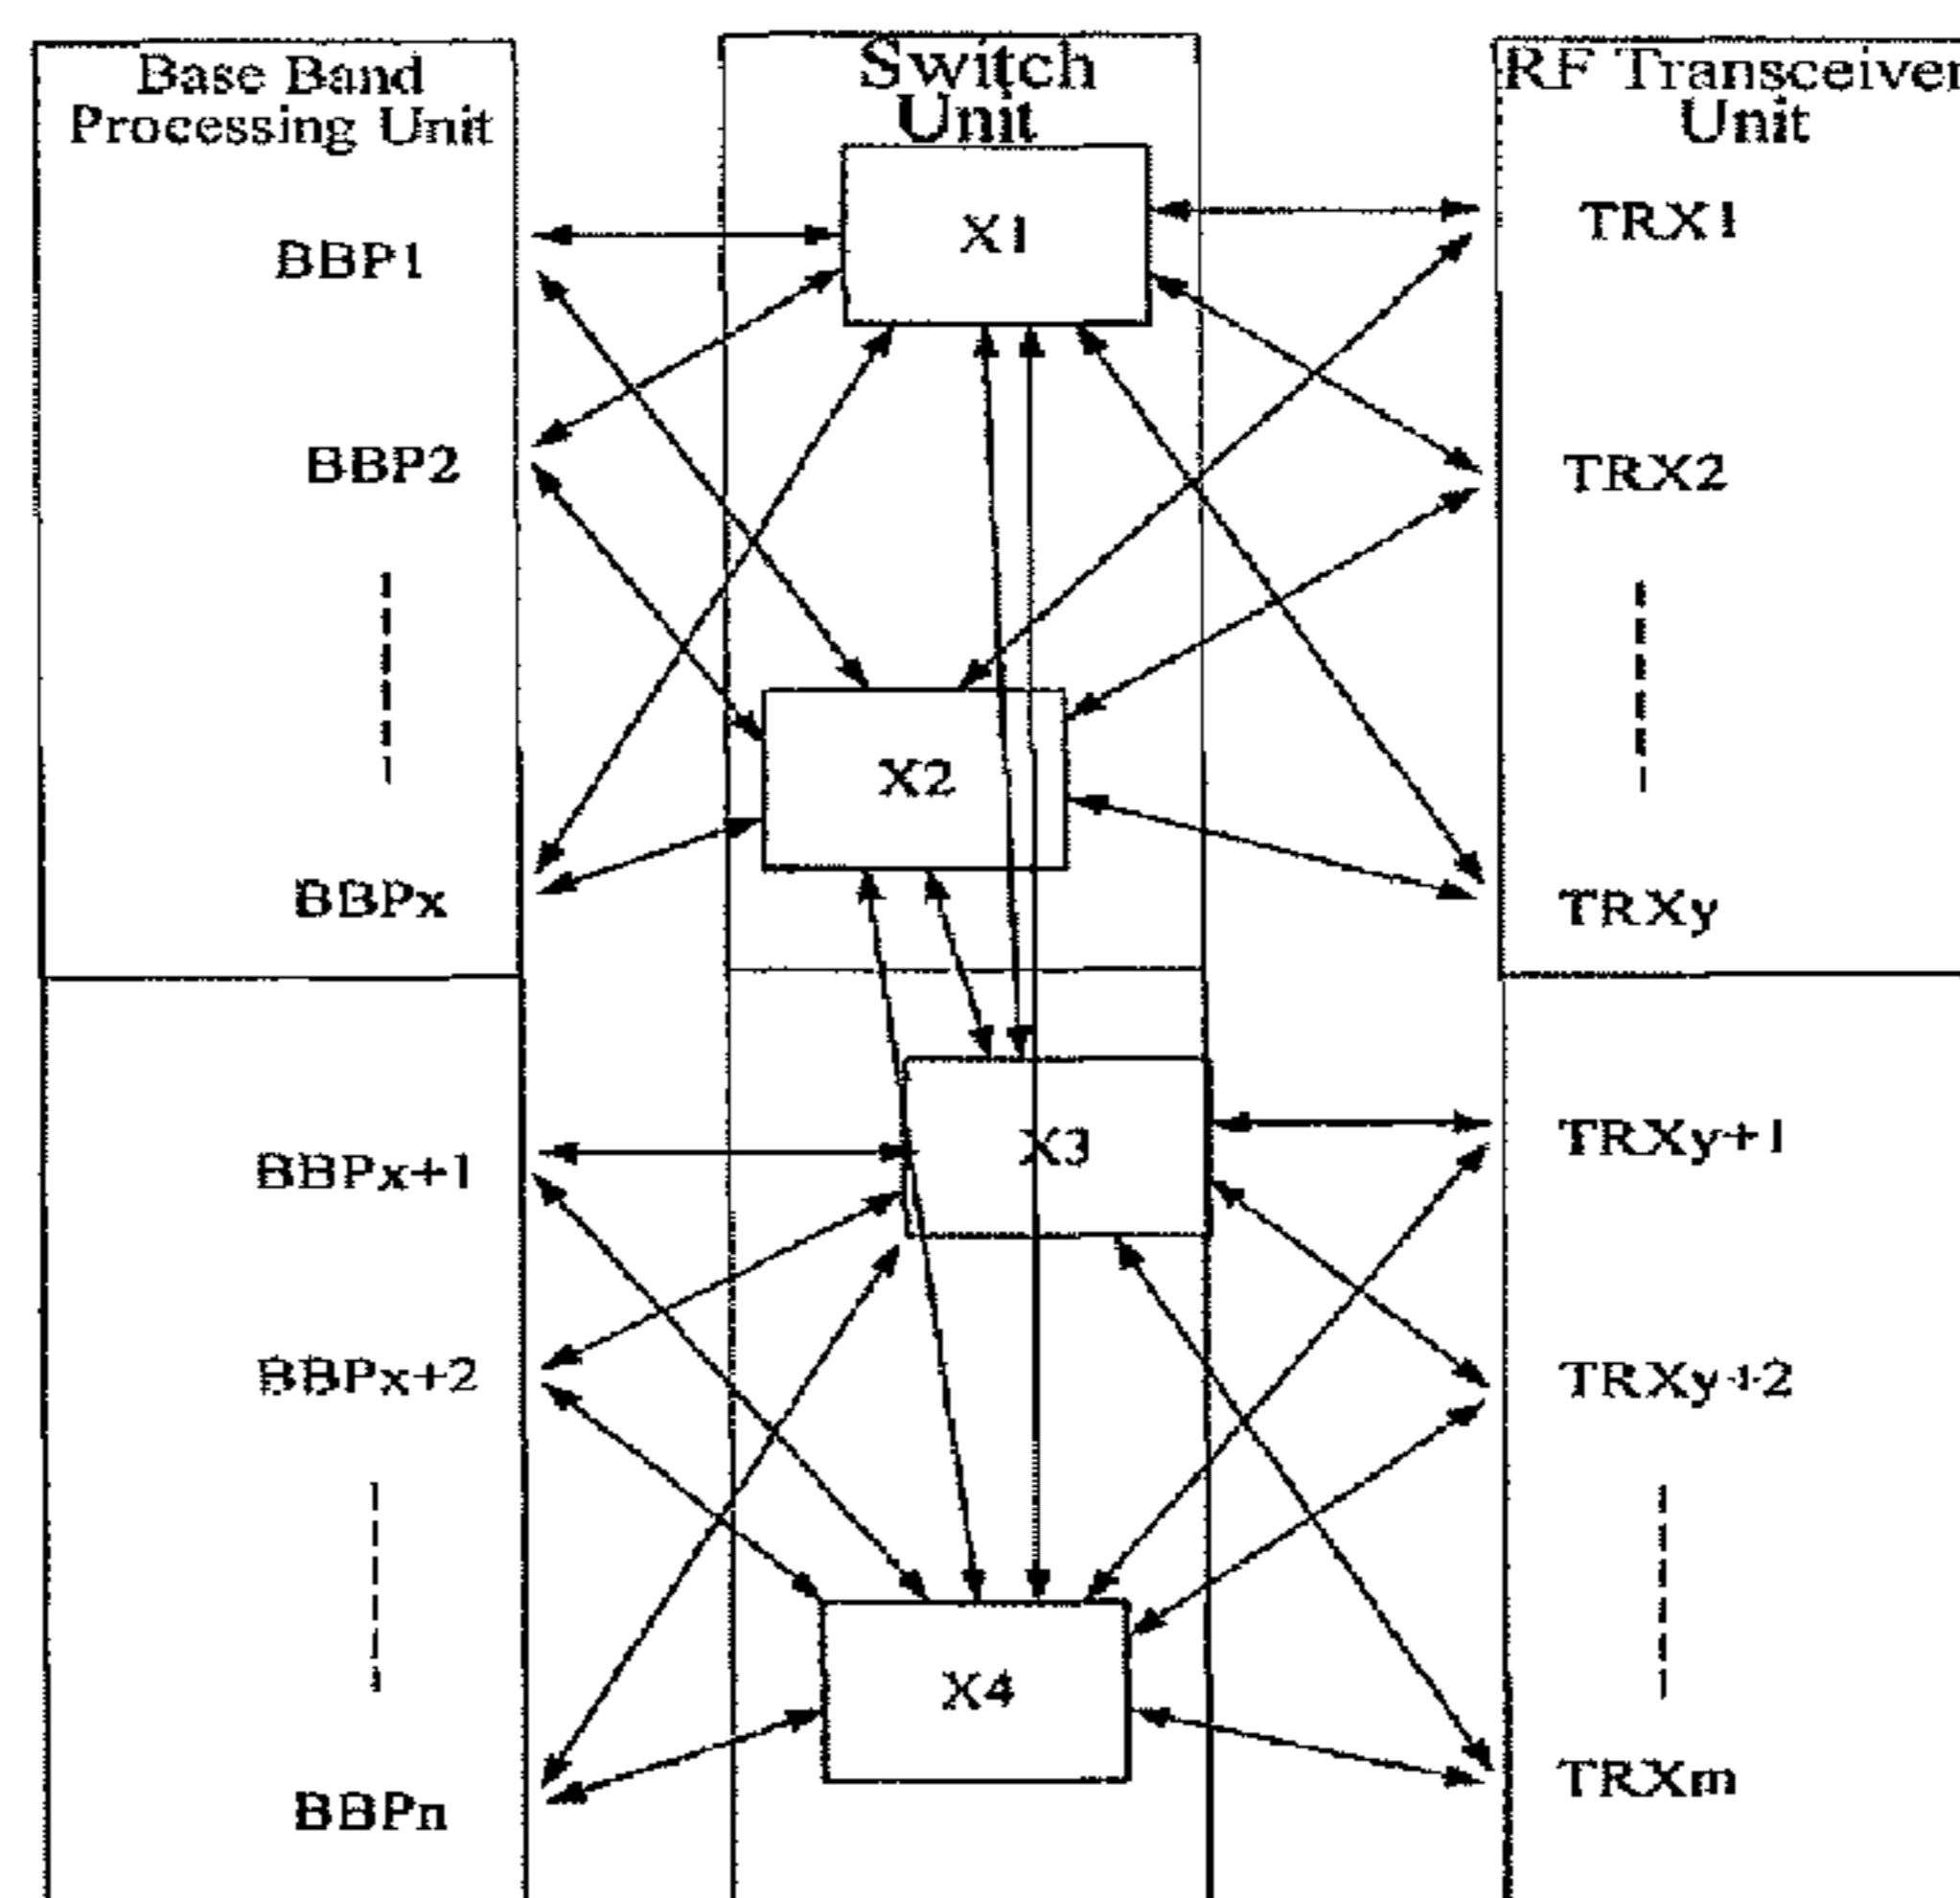 Base Band
Processing Unit
Switch
Unit
RF Transceiver
Unit
X1
TRX1
BBP1
BBP2
TRX2
X2
BBPx
TRXy
X3
TRXy+1
BBPx+1
BBPx+2
TRXy+2
X4
TRXm
BBPn